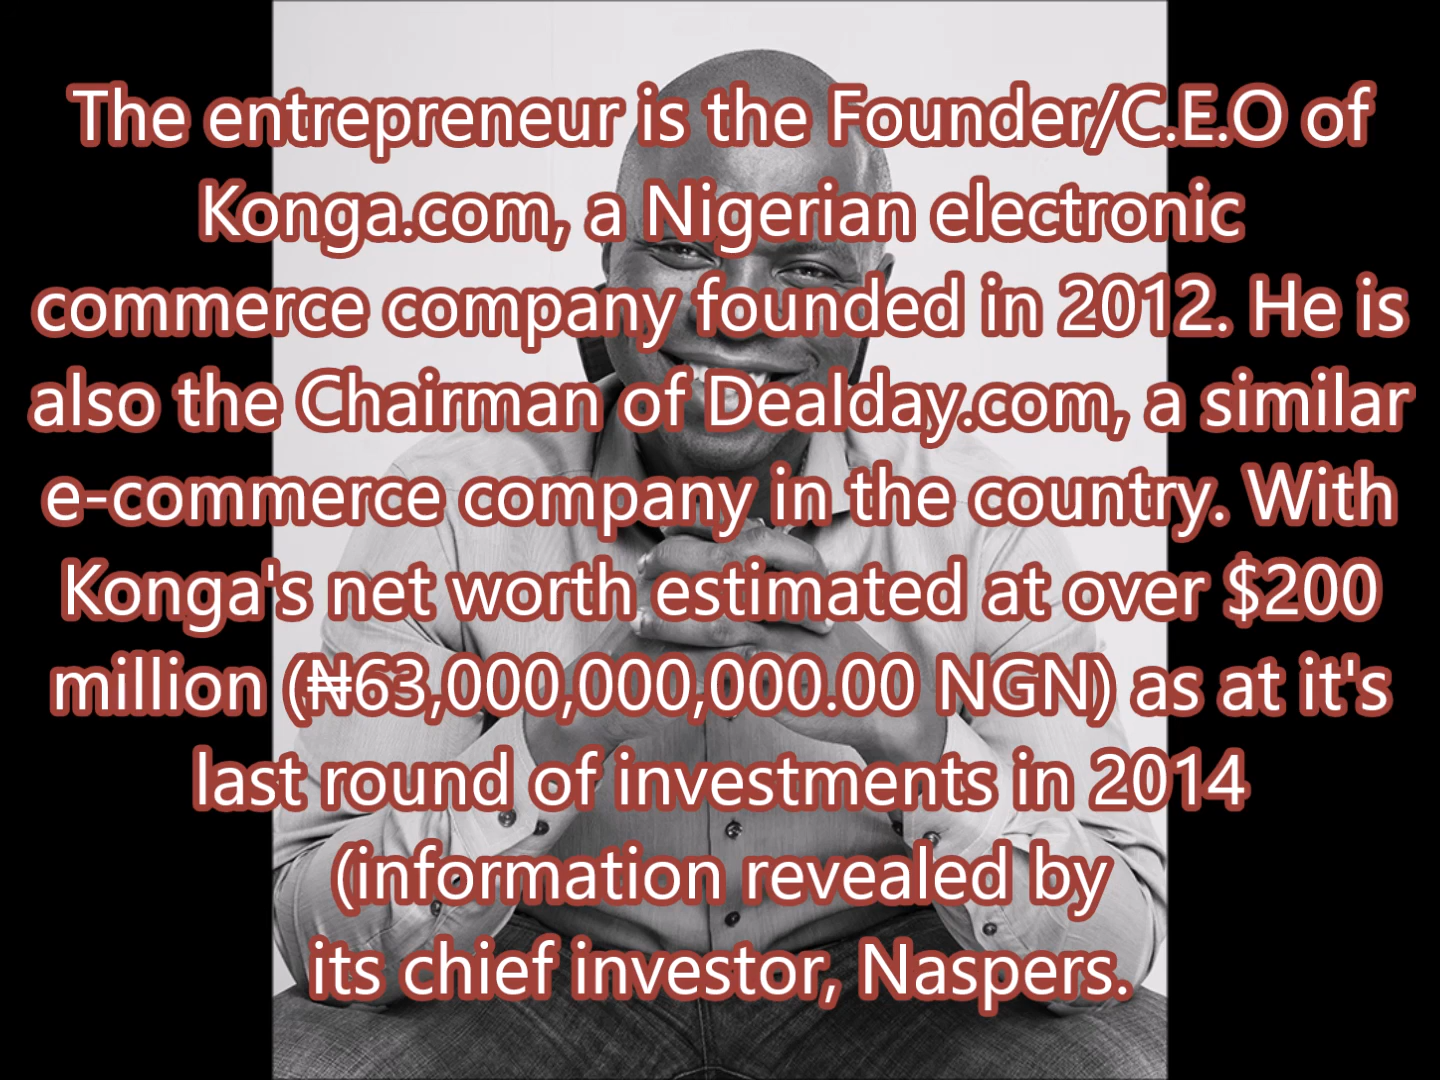 The entrepreneur is the Founder/C.E.O of
Konga.com, a Nigerian electronic
commerce company founded in 2012. He is
also the Chairman of Dealday.com, a similar
e-commerce company in the country. With
Konga's net worth estimated at over $200
million (₦63,000,000,000.00 NGN) as at it's
last round of investments in 2014
(information revealed by
its chief investor, Naspers.